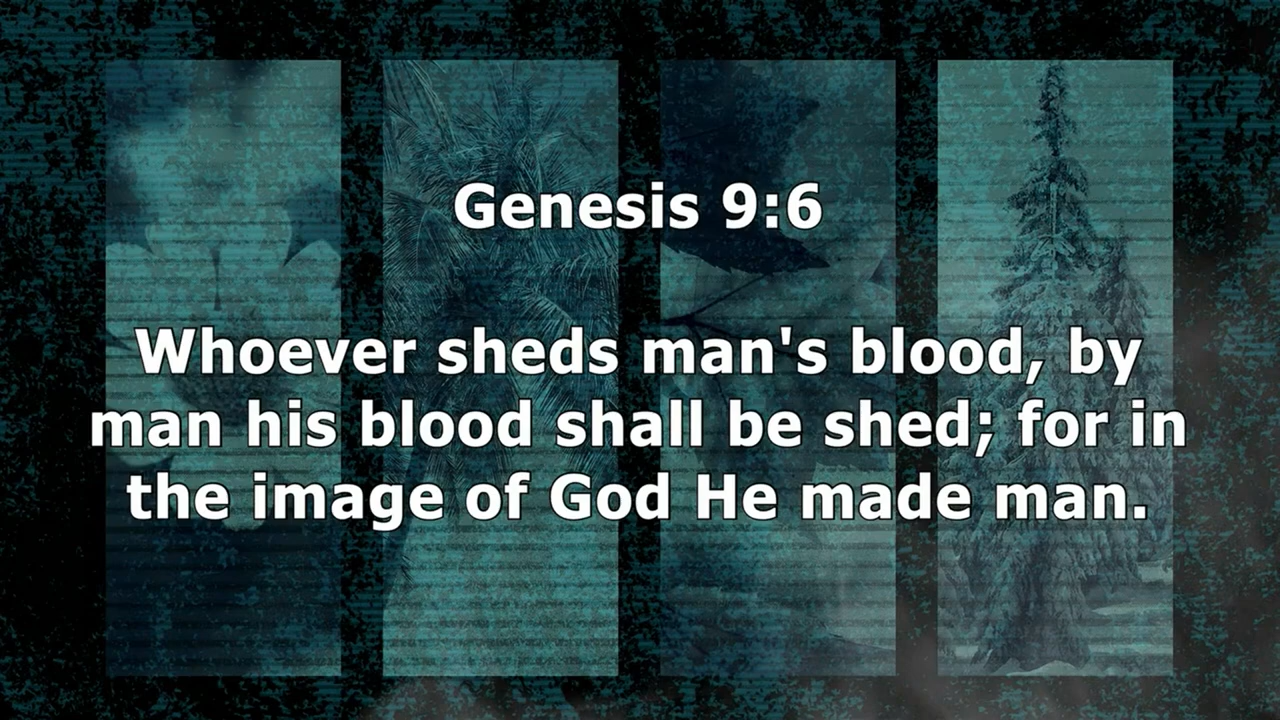 Genesis 9:6
Whoever sheds man's blood, by
man his blood shall be shed; for in
the image of God He made man.